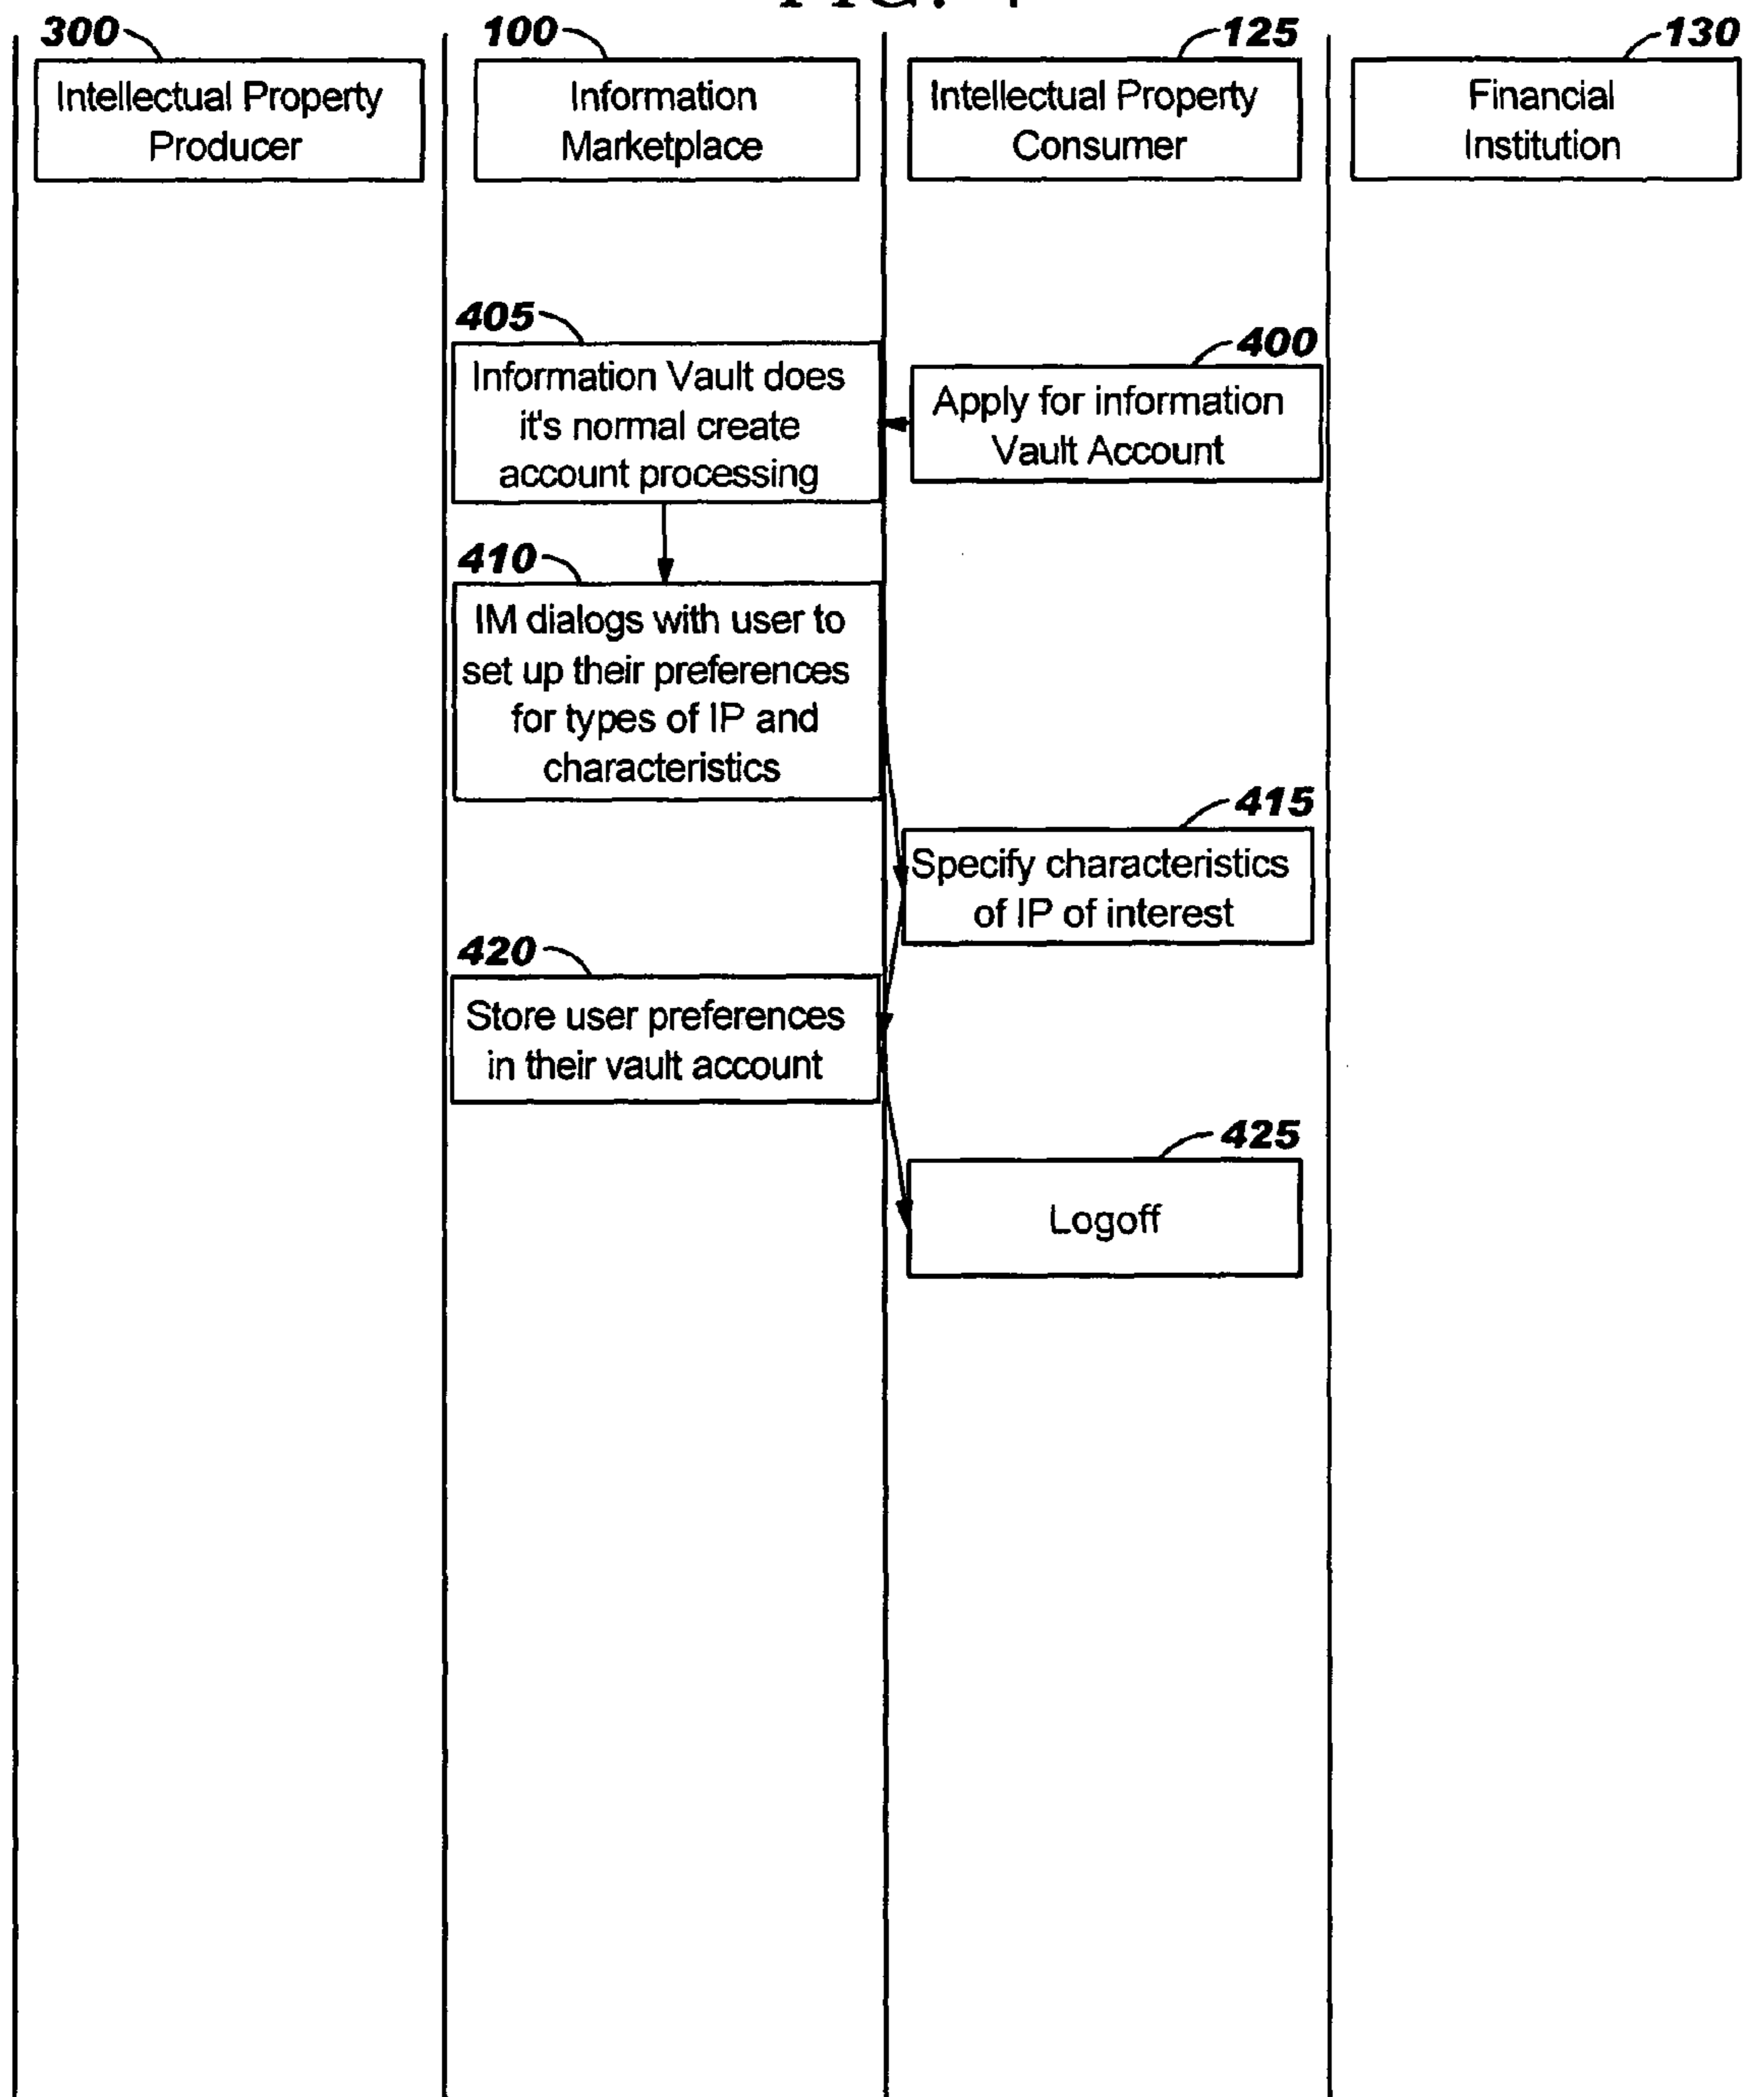 FIG. 4
300
100
125
130
Intellectual Property
Producer
Information
Marketplace
Intellectual Property
Consumer
Financial
Institution
405
Information Vault does
it's normal create
account processing
400
Apply for information
Vault Account
410
IM dialogs with user to
set up their preferences
for types of IP and
characteristics
415
Specify characteristics
of IP of interest
420
Store user preferences
in their vault account
425
Logoff